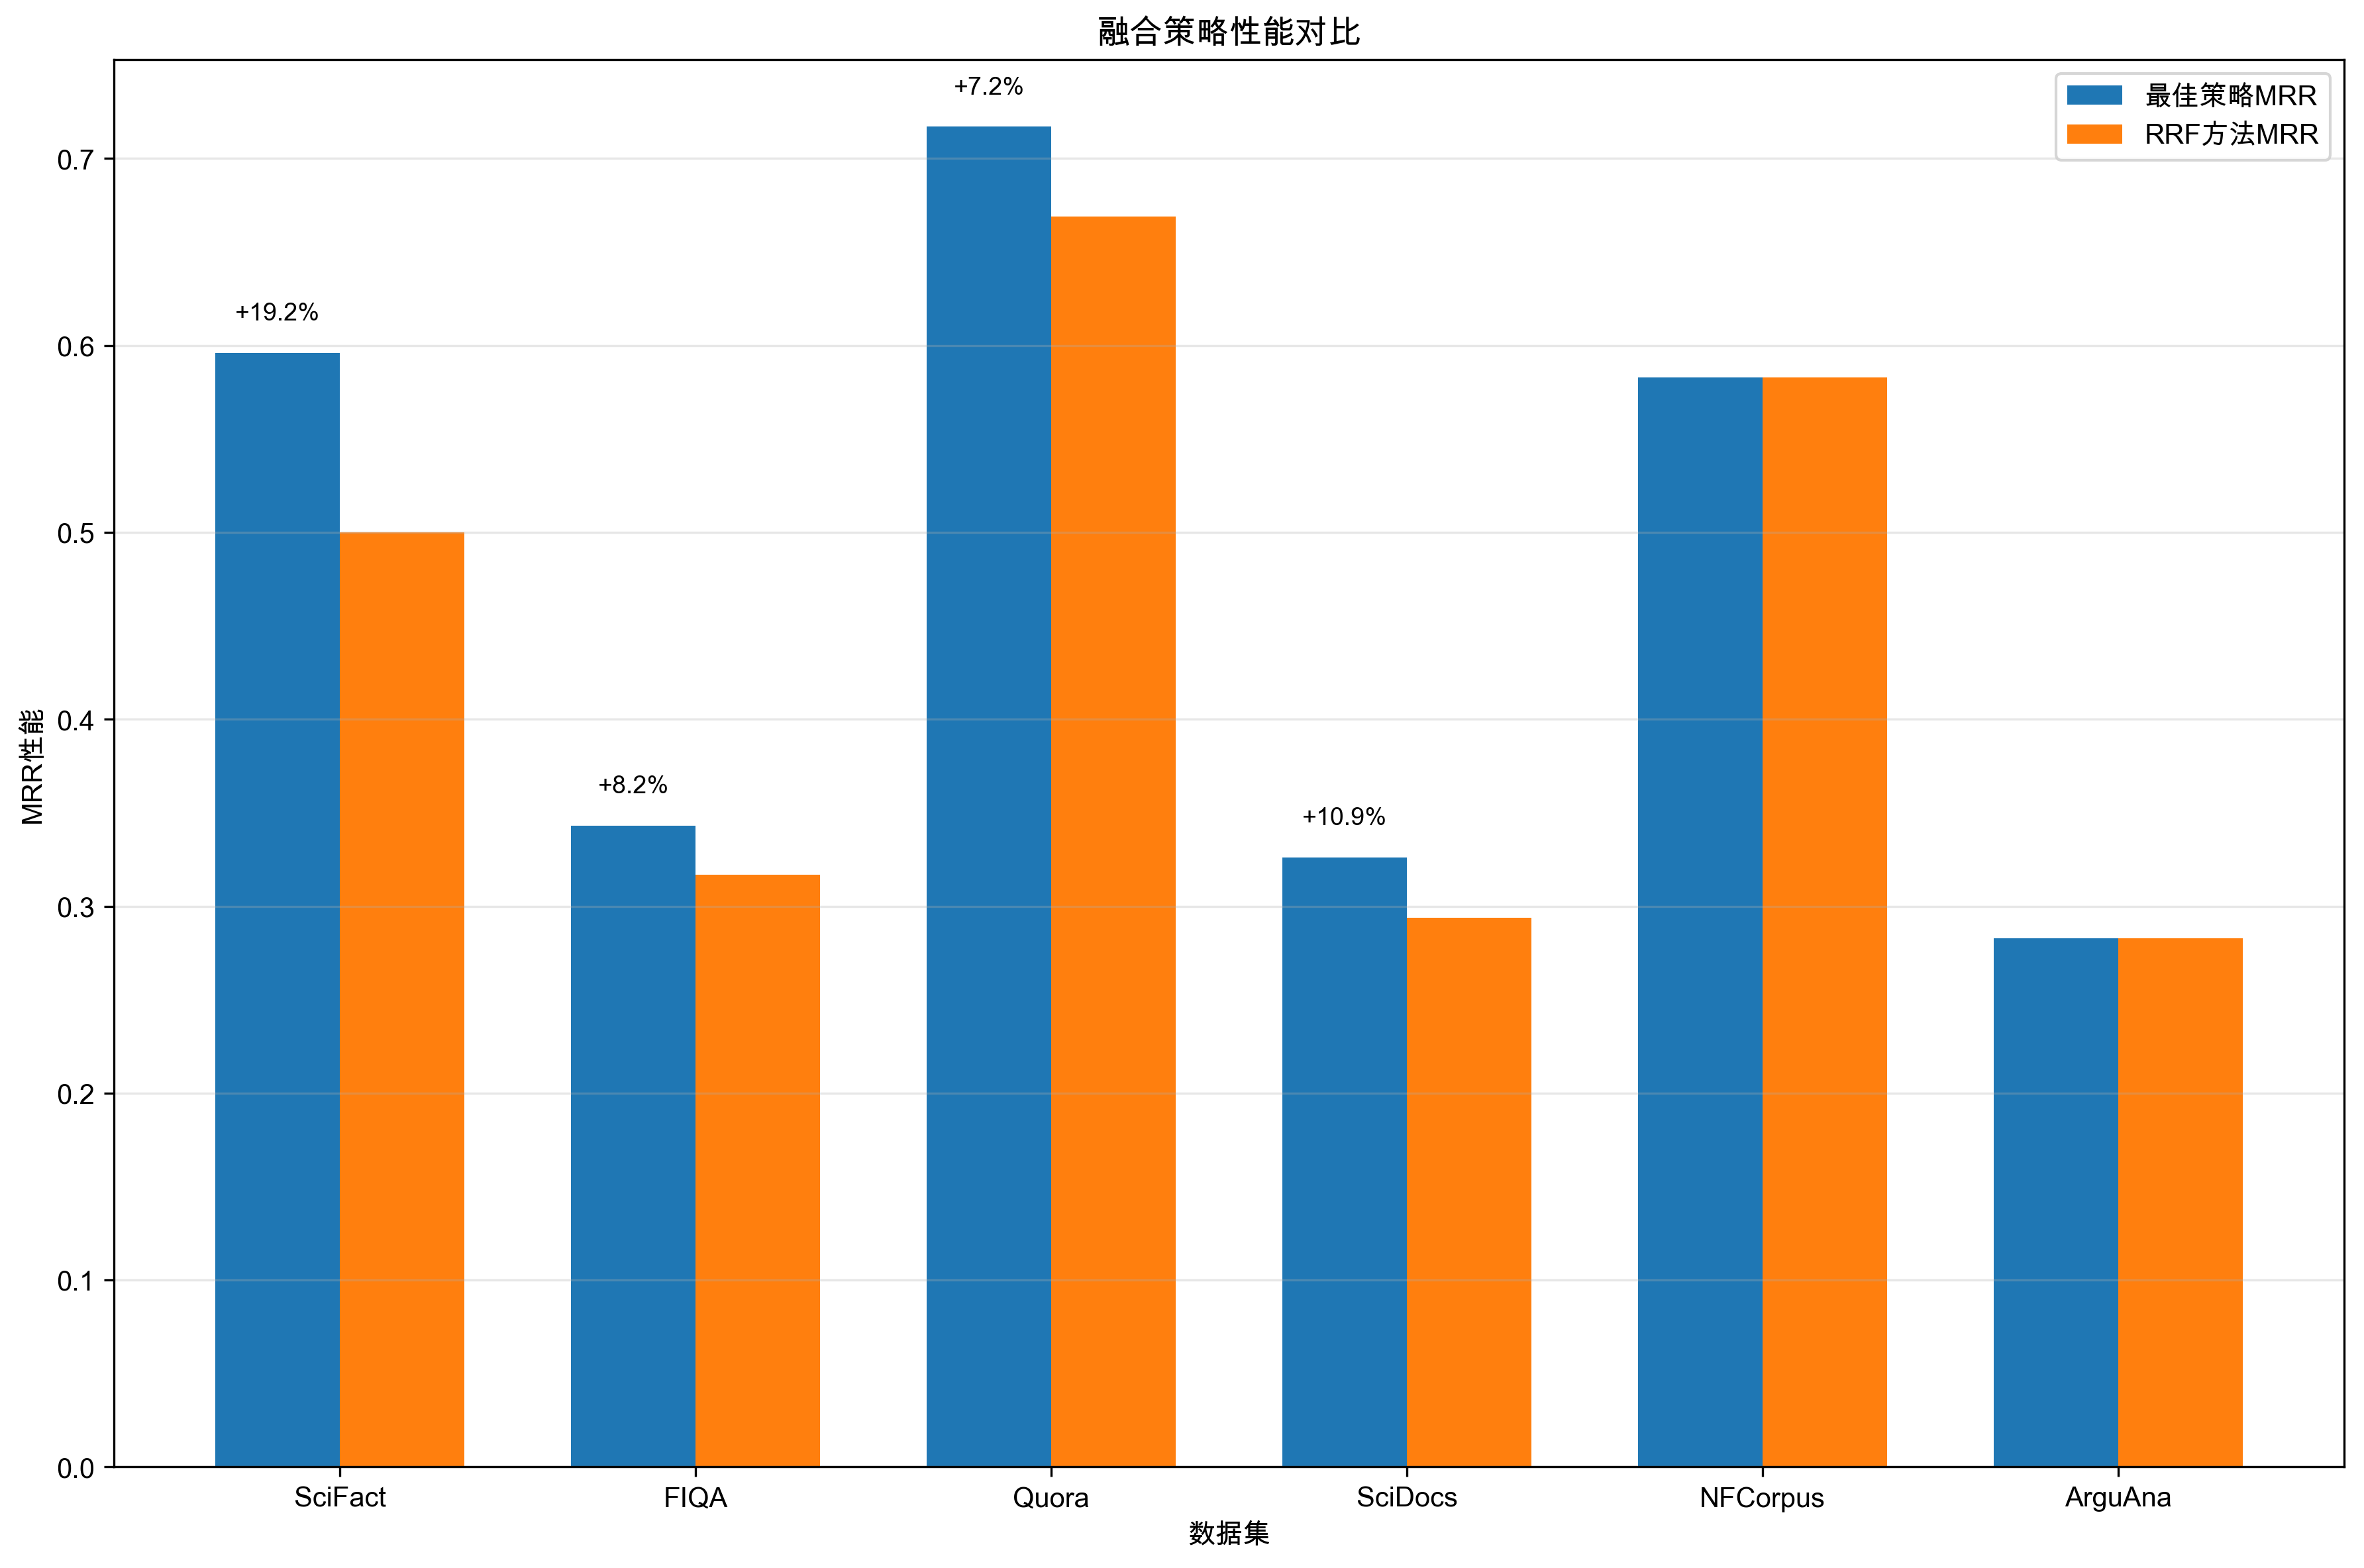 融合策略性能对比
最佳策略MRR
RRF方法MRR
+19.2%
+8.2%
+7.2%
+10.9%
MRR性能
0.7
0.6
0.5
0.4
0.3
0.2
0.1
0.0
SciFact
FIQA
Quora
SciDocs
NFCorpus
ArguAna
数据集